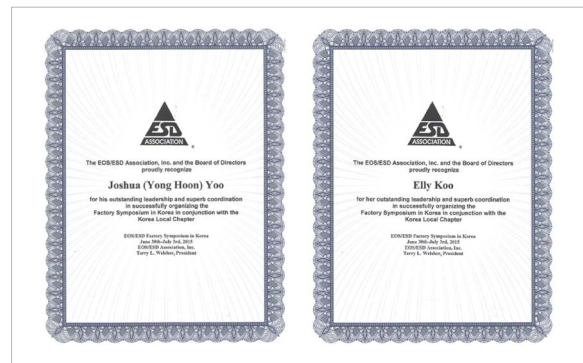 ESD
ASSOCIATION
®
The EOS/ESD Association, Inc. and the Board of Directors
proudly recognize
Joshua (Yong Hoon) Yoo
for his outstanding leadership and superb coordination
in successfully organizing the
Factory Symposium in Korea in conjunction with the
Korea Local Chapter
EOS/ESD Factory Symposium in Korea
June 30th-July 3rd, 2015
EOS/ESD Association, Inc.
Terry L. Welsher, President
ESD
ASSOCIATION
®
The EOS/ESD Association, Inc. and the Board of Directors
proudly recognize
Elly Koo
for her outstanding leadership and superb coordination
in successfully organizing the
Factory Symposium in Korea in conjunction with the
Korea Local Chapter
EOS/ESD Factory Symposium in Korea
June 30th-July 3rd, 2015
EOS/ESD Association, Inc.
Terry L. Welsher, President